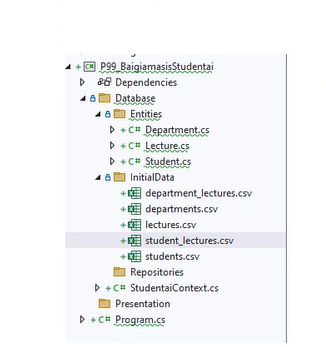 P99_BaigiamasisStudentai
Dependencies
Database
Entities
C# Department.cs
C# Lecture.cs
C# Student.cs
InitialData
department_lectures.csv
departments.csv
lectures.csv
student_lectures.csv
students.csv
Repositories
C# StudentaiContext.cs
Presentation
C# Program.cs